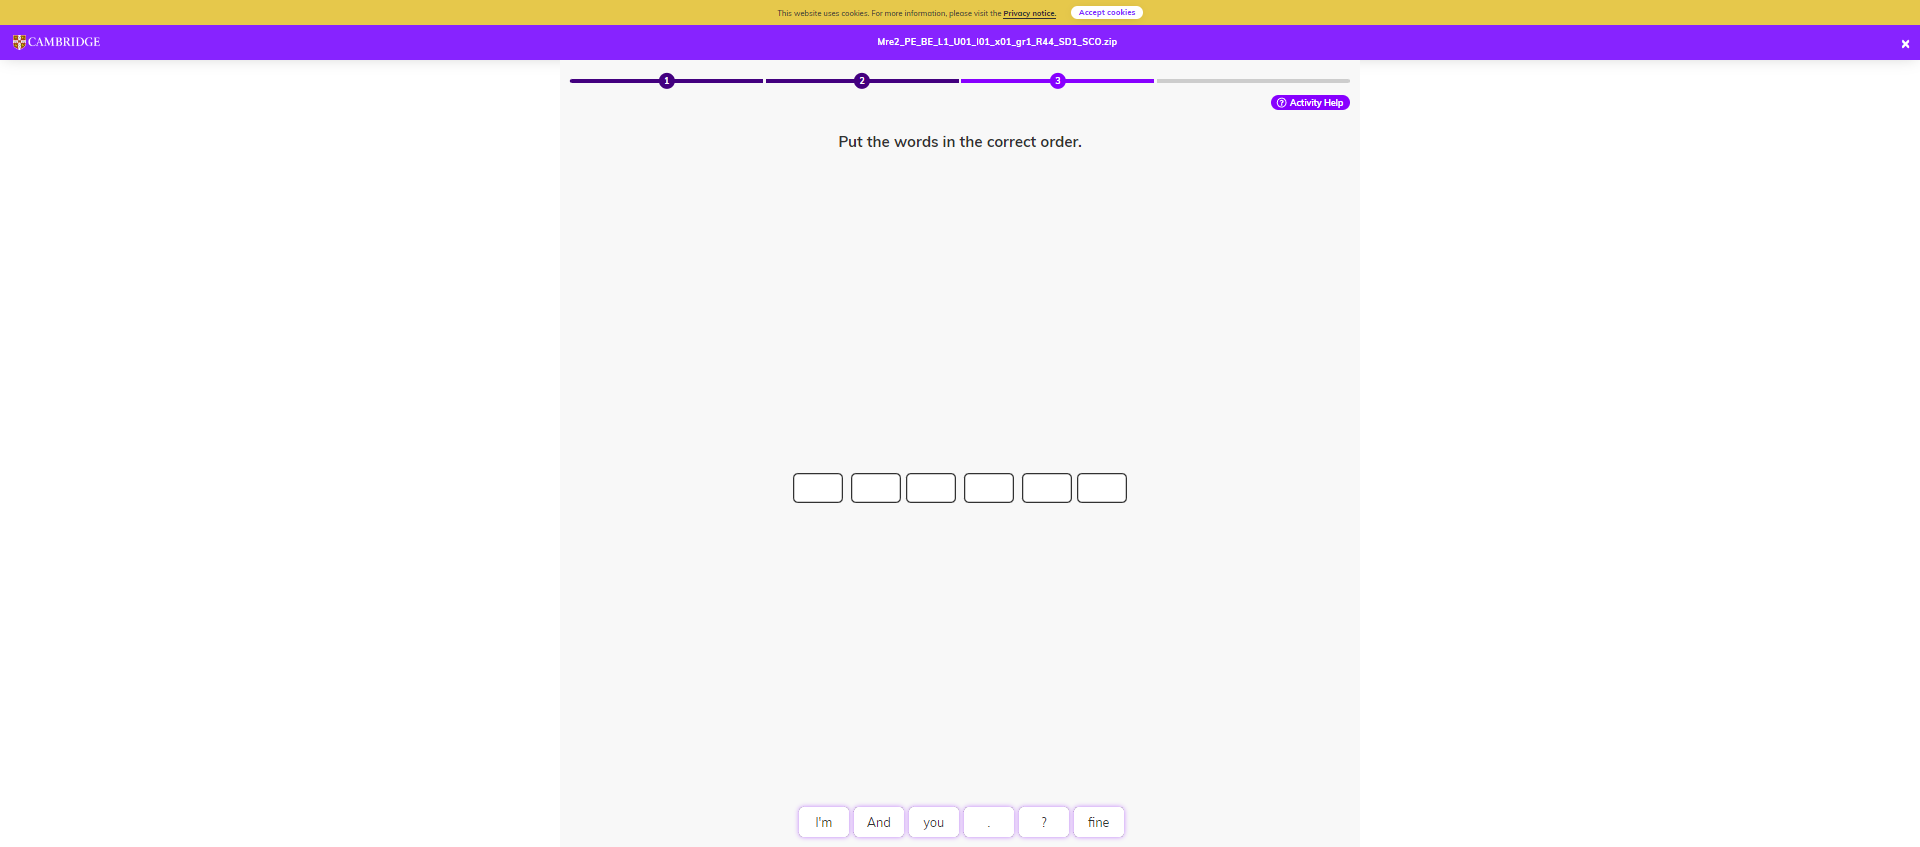 This website uses cookies. For more information, please visit the Privacy notice. Accept cookies
CAMBRIDGE Mre2_PE_BE_L1_U01_l01_x01_gr1_R44_SD1_SCO.zip ×
1 2 3
? Activity Help
Put the words in the correct order.
I'm And you . ? fine